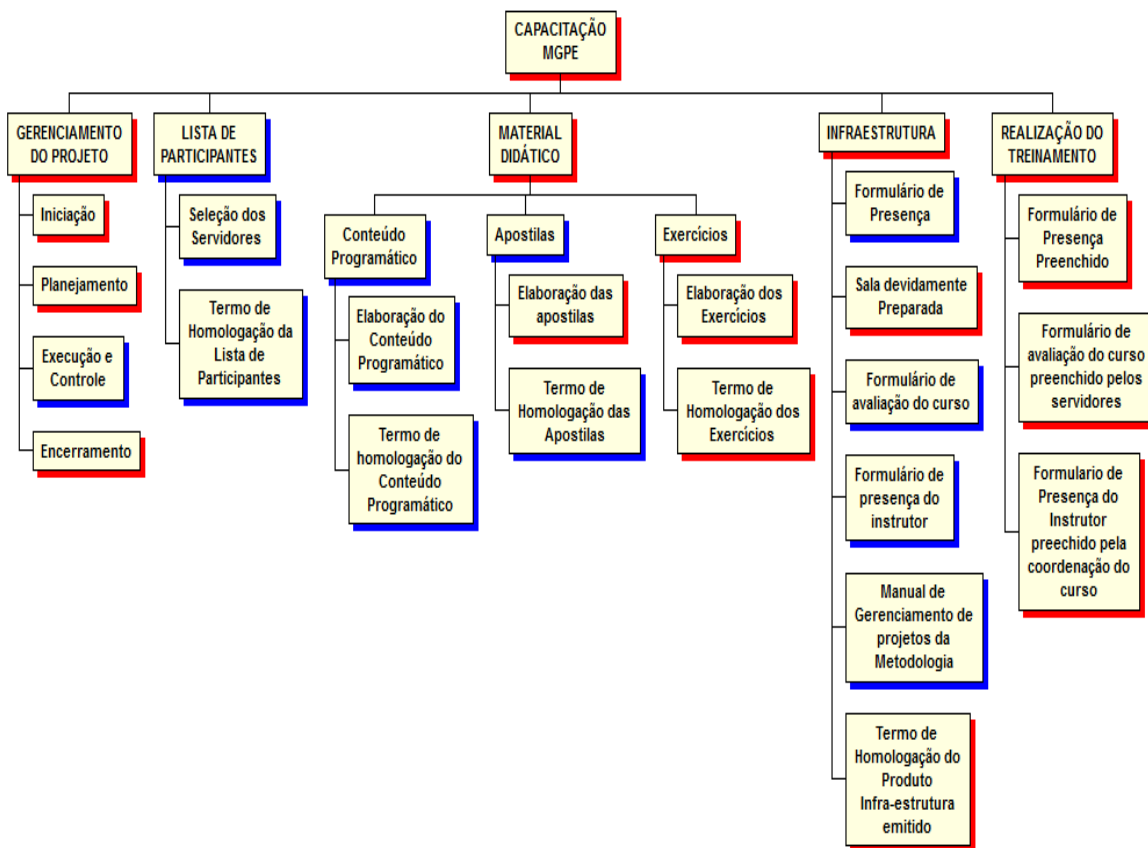 CAPACITAÇÃO
MGPE
GERENCIAMENTO
DO PROJETO
Iniciação
Planejamento
Execução e
Controle
Encerramento
LISTA DE
PARTICIPANTES
Seleção dos
Servidores
Termo de
Homologação da
Lista de
Participantes
MATERIAL
DIDÁTICO
Conteúdo
Programático
Elaboração do
Conteúdo
Programático
Termo de
homologação do
Conteúdo
Programático
Apostilas
Elaboração das
apostilas
Termo de
Homologação das
Apostilas
Exercícios
Elaboração dos
Exercícios
Termo de
Homologação dos
Exercícios
INFRAESTRUTURA
Formulário de
Presença
Sala devidamente
Preparada
Formulário de
avaliação do curso
Formulário de
presença do
instrutor
Manual de
Gerenciamento de
projetos da
Metodologia
Termo de
Homologação do
Produto
Infra-estrutura
emitido
REALIZAÇÃO DO
TREINAMENTO
Formulário de
Presença
Preenchido
Formulário de
avaliação do curso
preenchido pelos
servidores
Formulario de
Presença do
Instrutor
preechido pela
coordenação do
curso